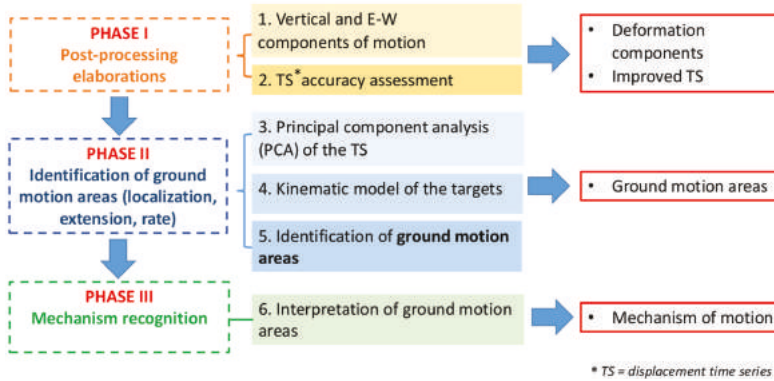 PHASE I
Post-processing
elaborations
1. Vertical and E-W
components of motion
2. TS* accuracy assessment
• Deformation
components
• Improved TS
PHASE II
Identification of ground
motion areas (localization,
extension, rate)
3. Principal component analysis
(PCA) of the TS
4. Kinematic model of the targets
5. Identification of ground motion
areas
• Ground motion areas
PHASE III
Mechanism recognition
6. Interpretation of ground motion
areas
• Mechanism of motion
* TS = displacement time series